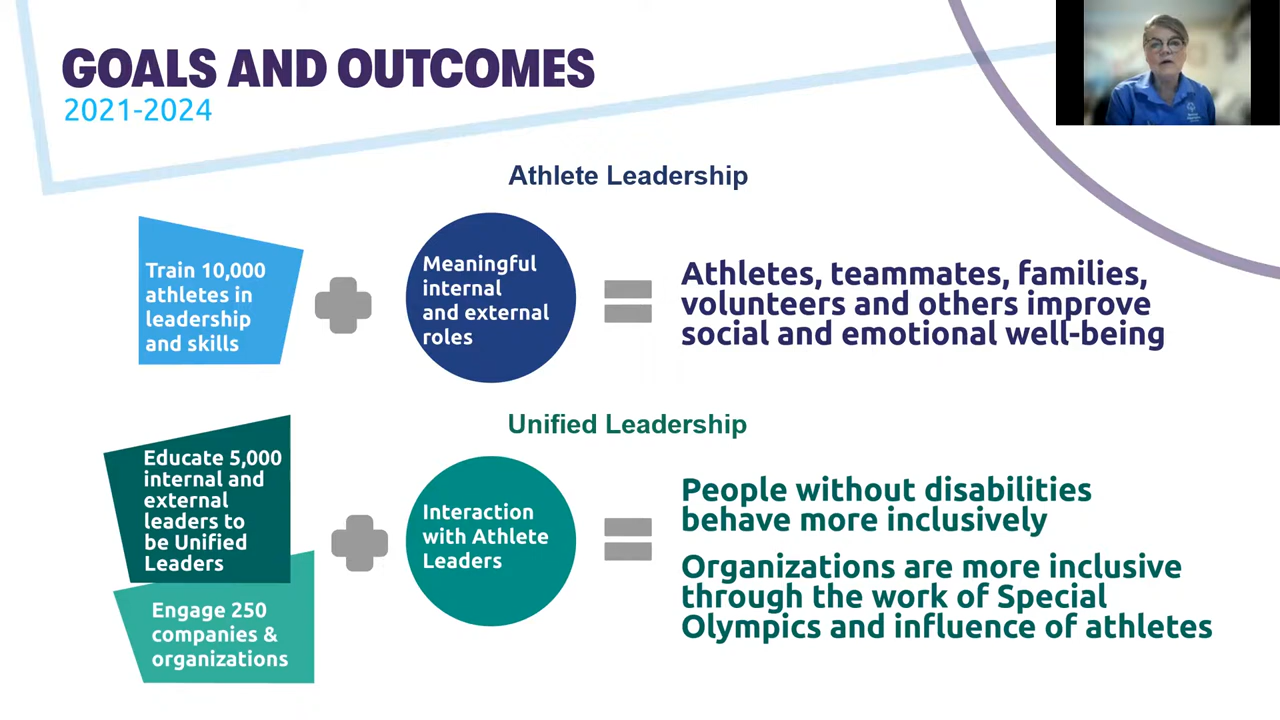 GOALS AND OUTCOMES
2021-2024
Athlete Leadership
Train 10,000
athletes in
leadership
and skills
Meaningful
internal
and external
roles
Athletes, teammates, families,
volunteers and others improve
social and emotional well-being
Unified Leadership
Educate 5,000
internal and
external
leaders to
be Unified
Leaders
Engage 250
companies &
organizations
Interaction
with Athlete
Leaders
People without disabilities
behave more inclusively
Organizations are more inclusive
through the work of Special
Olympics and influence of athletes